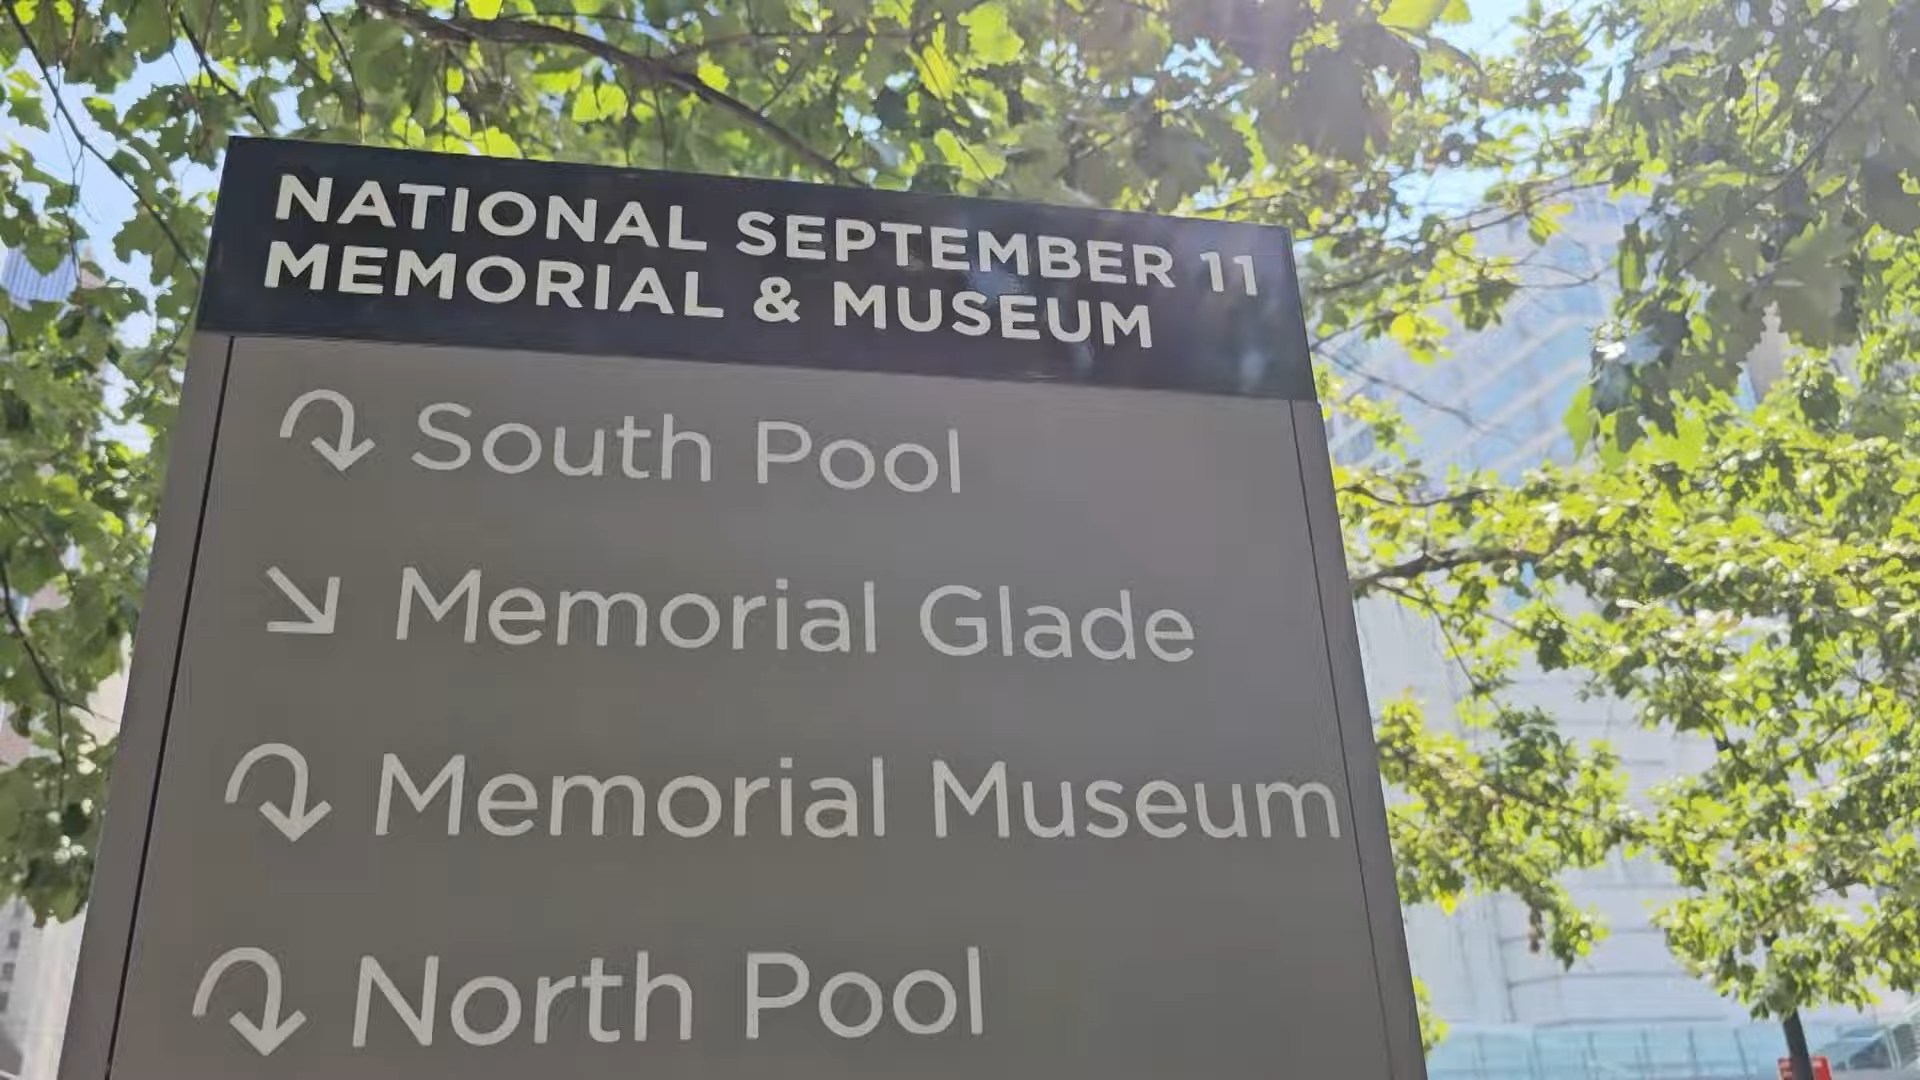 NATIONAL SEPTEMBER 11
MEMORIAL & MUSEUM
South Pool
Memorial Glade
Memorial Museum
North Pool